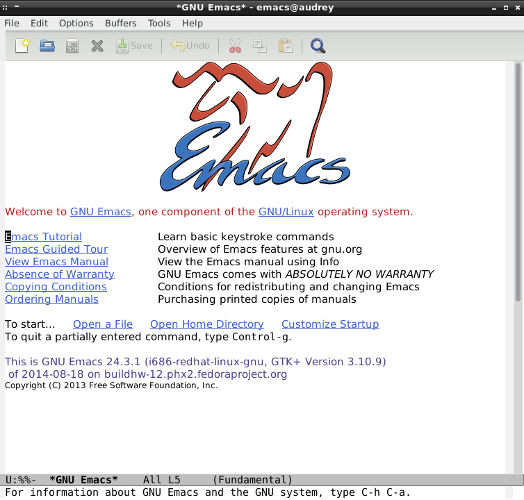 *GNU Emacs* - emacs@audrey
File Edit Options Buffers Tools Help
Save Undo
Emacs
Welcome to GNU Emacs, one component of the GNU/Linux operating system.
Emacs Tutorial Learn basic keystroke commands
Emacs Guided Tour Overview of Emacs features at gnu.org
View Emacs Manual View the Emacs manual using Info
Absence of Warranty GNU Emacs comes with ABSOLUTELY NO WARRANTY
Copying Conditions Conditions for redistributing and changing Emacs
Ordering Manuals Purchasing printed copies of manuals
To start... Open a File Open Home Directory Customize Startup
To quit a partially entered command, type Control-g.
This is GNU Emacs 24.3.1 (i686-redhat-linux-gnu, GTK+ Version 3.10.9)
of 2014-08-18 on buildhw-12.phx2.fedoraproject.org
Copyright (C) 2013 Free Software Foundation, Inc.
U:%%- *GNU Emacs* All L5 (Fundamental)
For information about GNU Emacs and the GNU system, type C-h C-a.